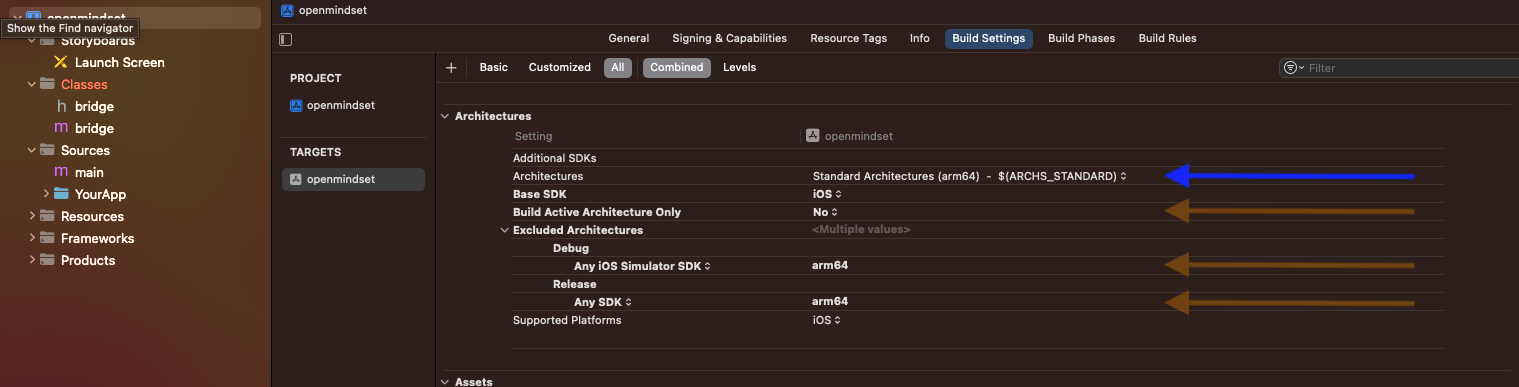 openmindset
Show the Find navigator
Storyboards
Launch Screen
Classes
h bridge
m bridge
Sources
m main
YourApp
Resources
Frameworks
Products
openmindset
General Signing & Capabilities Resource Tags Info Build Settings Build Phases Build Rules
PROJECT
openmindset
TARGETS
openmindset
+ Basic Customized All Combined Levels Filter
Architectures
Setting openmindset
Additional SDKs
Architectures Standard Architectures (arm64) - $(ARCHS_STANDARD)
Base SDK iOS
Build Active Architecture Only No
Excluded Architectures <Multiple values>
Debug
Any iOS Simulator SDK arm64
Release
Any SDK arm64
Supported Platforms iOS
Assets